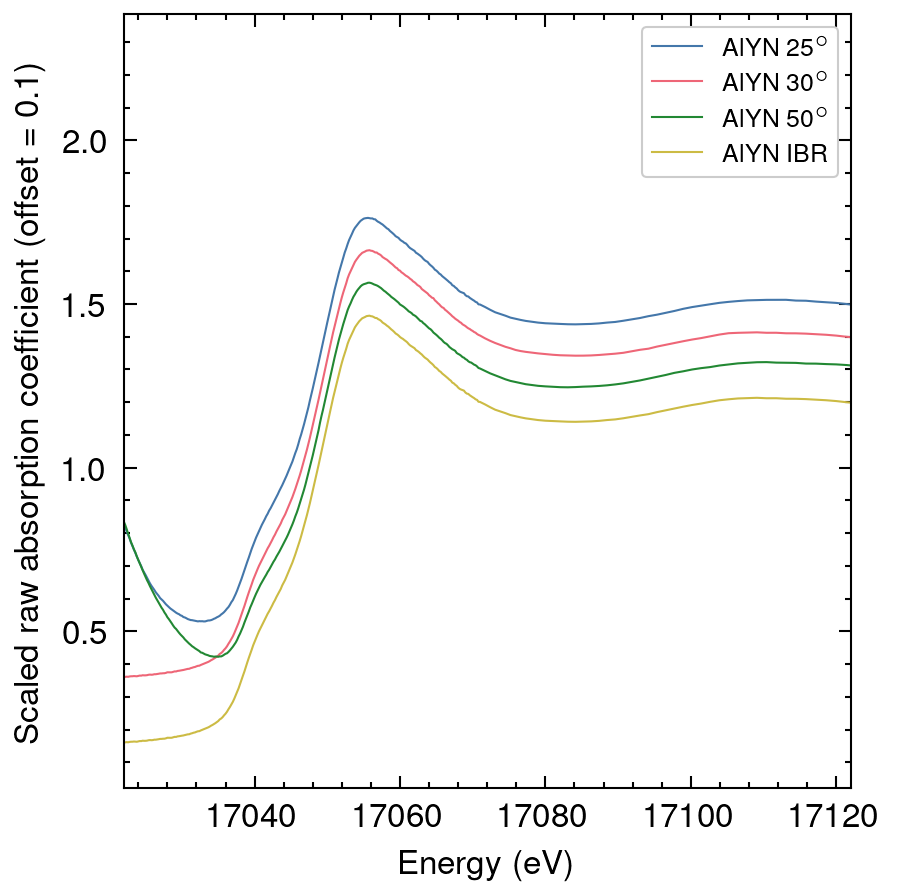 AlYN 25°
AlYN 30°
AlYN 50°
AlYN IBR
Scaled raw absorption coefficient (offset = 0.1)
2.0
1.5
1.0
0.5
17040 17060 17080 17100 17120
Energy (eV)